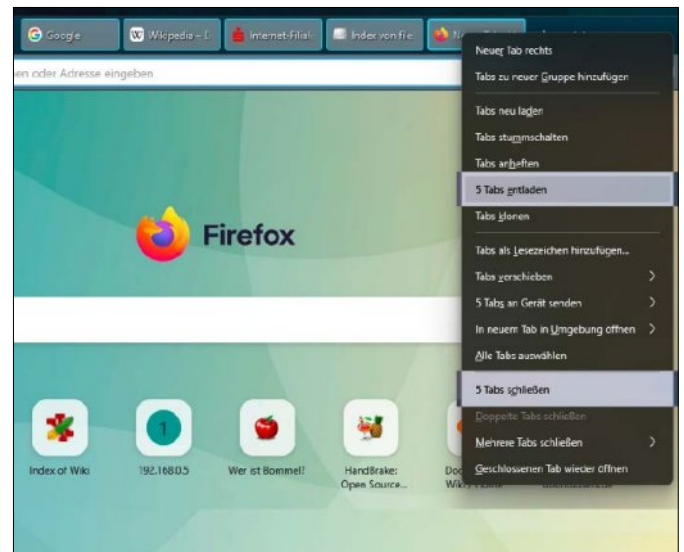 Google
Wikipedia – D
Internet-Filiale
Index von file
Neuer Tab rechts
Tabs zu neuer Gruppe hinzufügen
en oder Adresse eingeben
Tabs neu laden
Tabs stummschalten
Tabs anheften
5 Tabs entladen
Tabs klonen
Firefox
Tabs als Lesezeichen hinzufügen...
Tabs verschieben
5 Tabs an Gerät senden
In neuem Tab in Umgebung öffnen
Alle Tabs auswählen
5 Tabs schließen
Doppelte Tabs schließen
Mehrere Tabs schließen
Geschlossenen Tab wieder öffnen
1
Index of Wiki
192.168.0.5
Wer ist Bommel?
HandBrake:
Open Source...